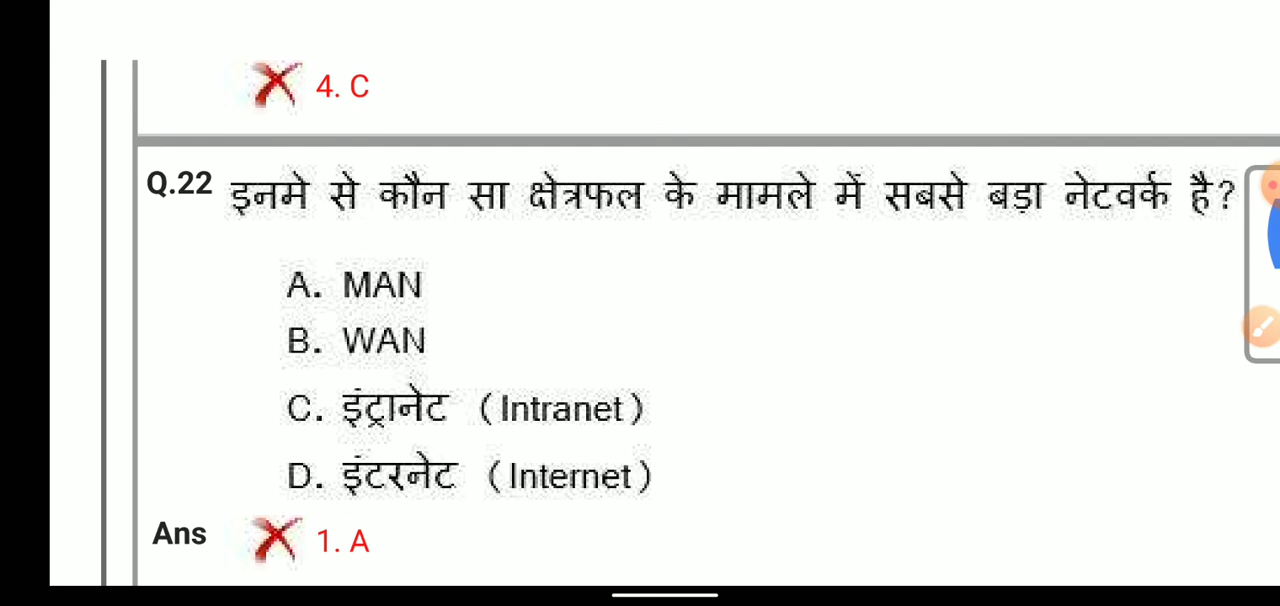 4. C
Q.22 इनमे से कौन सा क्षेत्रफल के मामले में सबसे बड़ा नेटवर्क है?
A. MAN
B. WAN
C. इंट्रानेट (Intranet)
D. इंटरनेट (Internet)
Ans 1. A